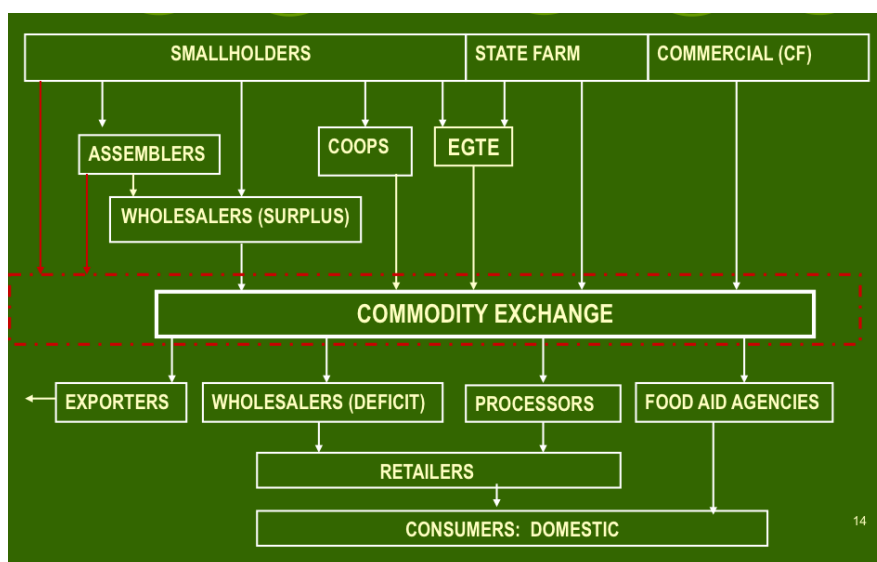 SMALLHOLDERS
STATE FARM
COMMERCIAL (CF)
ASSEMBLERS
COOPS
EGTE
WHOLESALERS (SURPLUS)
COMMODITY EXCHANGE
EXPORTERS
WHOLESALERS (DEFICIT)
PROCESSORS
FOOD AID AGENCIES
RETAILERS
CONSUMERS: DOMESTIC
14